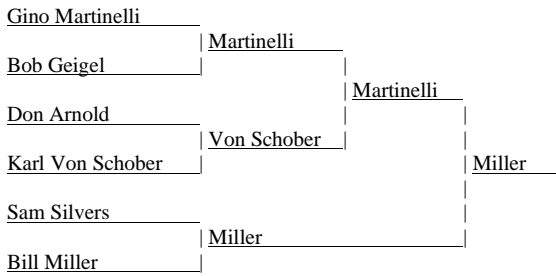 Gino Martinelli
Martinelli
Bob Geigel
Martinelli
Don Arnold
Von Schober
Karl Von Schober
Miller
Sam Silvers
Miller
Bill Miller